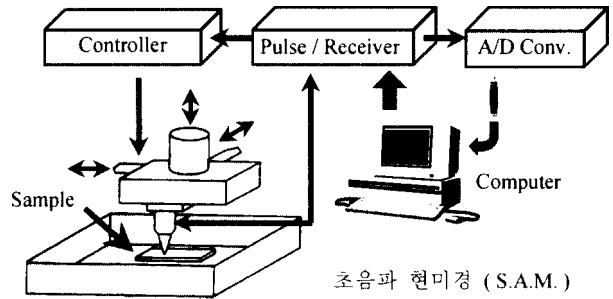 Controller
Pulse / Receiver
A/D Conv.
Sample
Computer
초음파 현미경 ( S.A.M. )